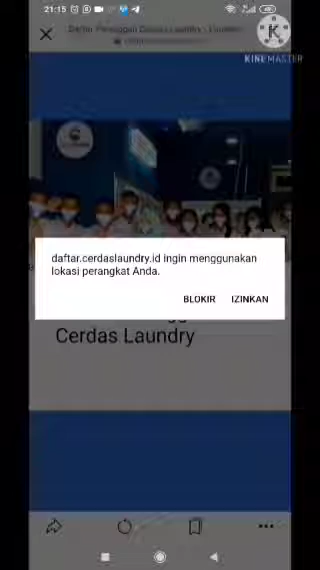 21:15
KINEMASTER
daftar.cerdaslaundry.id ingin menggunakan
lokasi perangkat Anda.
BLOKIR IZINKAN
Cerdas Laundry